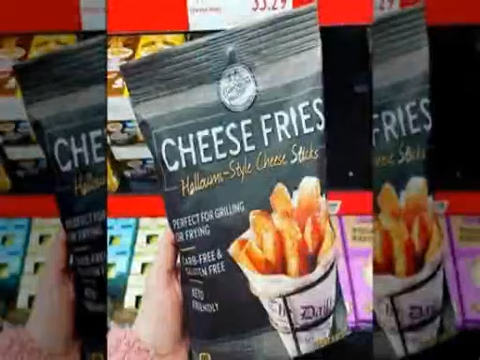 $3.29
CHEESE FRIES
Halloumi-Style Cheese Sticks
PERFECT FOR GRILLING
OR FRYING
CARB-FREE &
GLUTEN FREE
KETO
FRIENDLY
Daily